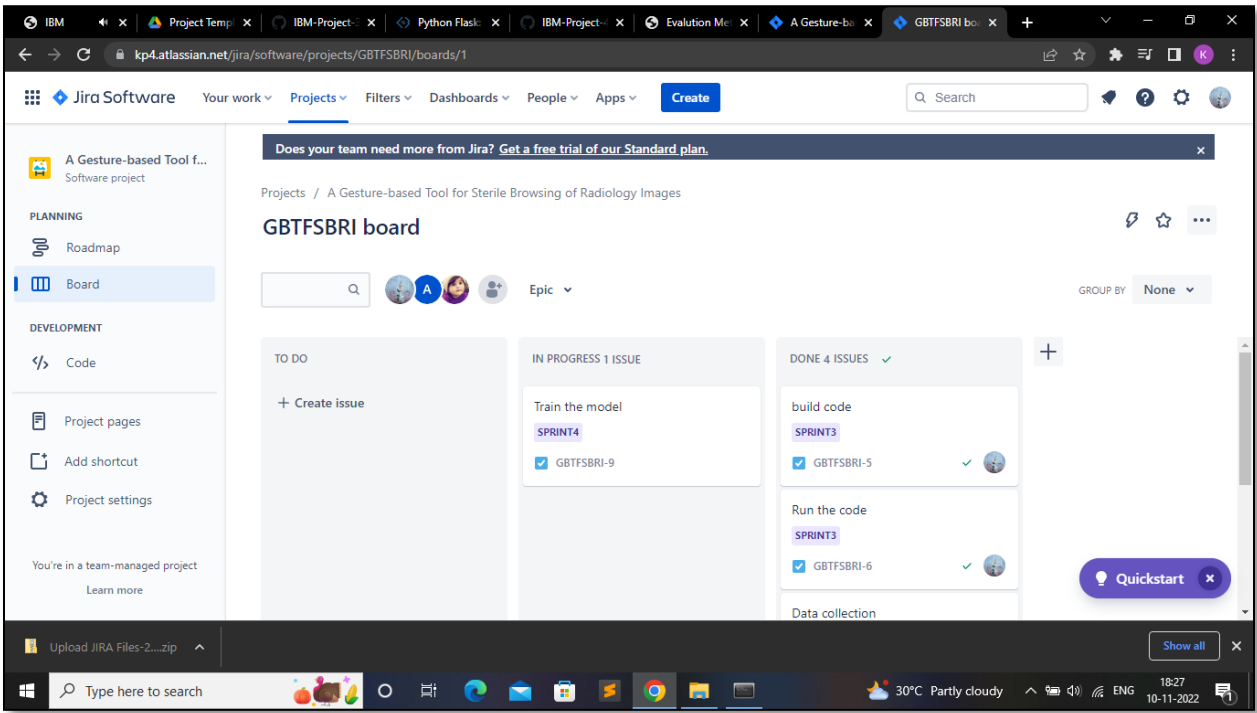 IBM
Project Templ
IBM-Project-3
Python Flask:
IBM-Project-4
Evalution Met
A Gesture-ba
GBTFSBRI boa
kp4.atlassian.net/jira/software/projects/GBTFSBRI/boards/1
K
Jira Software
Your work
Projects
Filters
Dashboards
People
Apps
Create
Search
A Gesture-based Tool f...
Software project
PLANNING
Roadmap
Board
DEVELOPMENT
Code
Project pages
Add shortcut
Project settings
You're in a team-managed project
Learn more
Does your team need more from Jira? Get a free trial of our Standard plan.
Projects / A Gesture-based Tool for Sterile Browsing of Radiology Images
GBTFSBRI board
A
Epic
GROUP BY
None
TO DO
Create issue
IN PROGRESS 1 ISSUE
Train the model
SPRINT4
GBTFSBRI-9
DONE 4 ISSUES
build code
SPRINT3
GBTFSBRI-5
Run the code
SPRINT3
GBTFSBRI-6
Data collection
Quickstart
Upload JIRA Files-2....zip
Show all
Type here to search
30°C Partly cloudy
ENG
18:27
10-11-2022
1